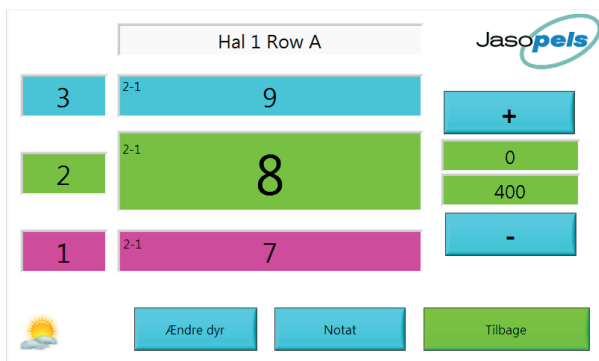 Hal 1 Row A
Jasopels
3
2-1
9
+
2
2-1
8
0
400
1
2-1
7
-
Ændre dyr
Notat
Tilbage